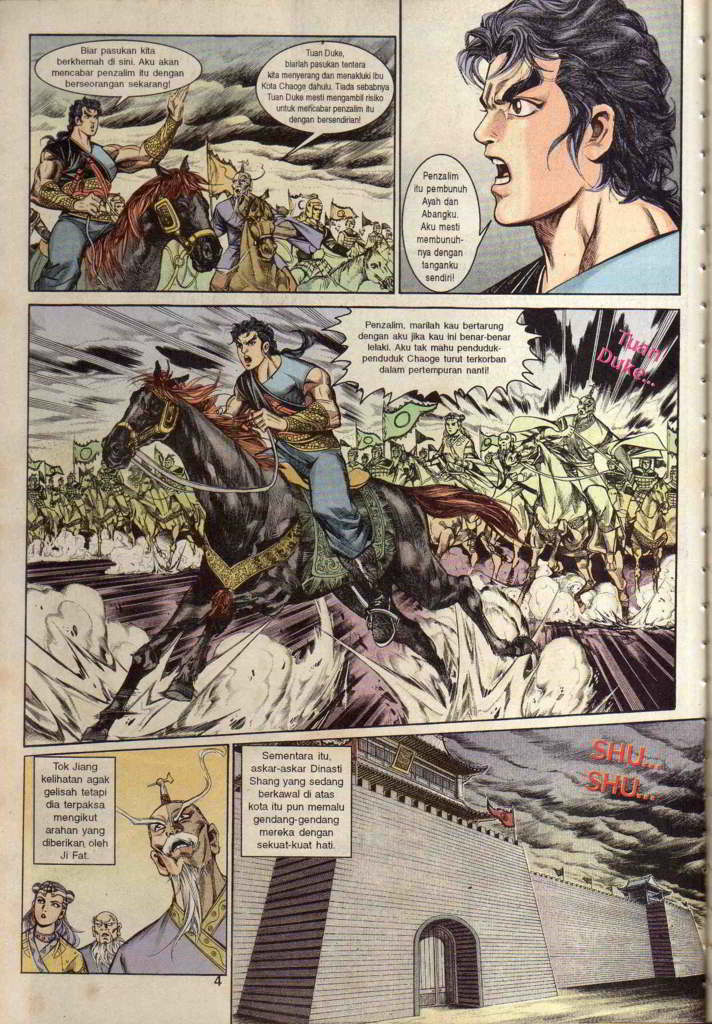 Biar pasukan kita
berkhemah di sini. Aku akan
mencabar penzalim itu dengan
berseorangan sekarang!
Tuan Duke,
biarlah pasukan tentera
kita menyerang dan menakluki Ibu
Kota Chaoge dahulu. Tiada sebabnya
Tuan Duke mesti mengambil risiko
untuk mencabar penzalim itu
dengan bersendirian!
Penzalim
itu pembunuh
Ayah dan
Abangku.
Aku mesti
membunuh-
nya dengan
tanganku
sendiri!
Penzalim, marilah kau bertarung
dengan aku jika kau ini benar-benar
lelaki. Aku tak mahu penduduk-
penduduk Chaoge turut terkorban
dalam pertempuran nanti!
Tuan
Duke...
Tok Jiang
kelihatan agak
gelisah tetapi
dia terpaksa
mengikut
arahan yang
diberikan oleh
Ji Fat.
Sementara itu,
askar-askar Dinasti
Shang yang sedang
berkawal di atas
kota itu pun memalu
gendang-gendang
mereka dengan
sekuat-kuat hati.
SHU...
SHU...
4